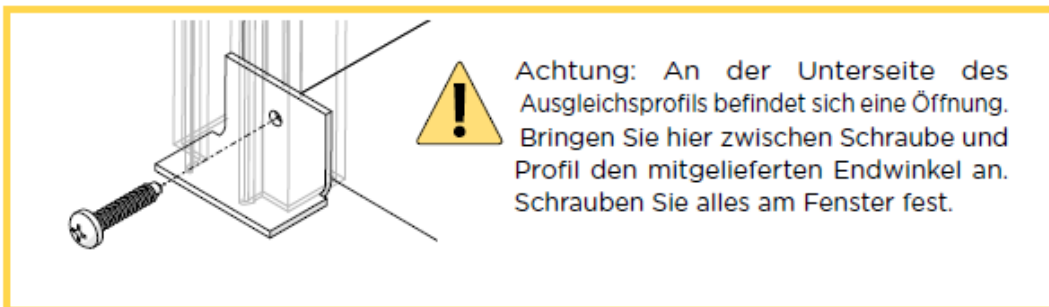 Achtung: An der Unterseite des
Ausgleichsprofils befindet sich eine Öffnung.
Bringen Sie hier zwischen Schraube und
Profil den mitgelieferten Endwinkel an.
Schrauben Sie alles am Fenster fest.